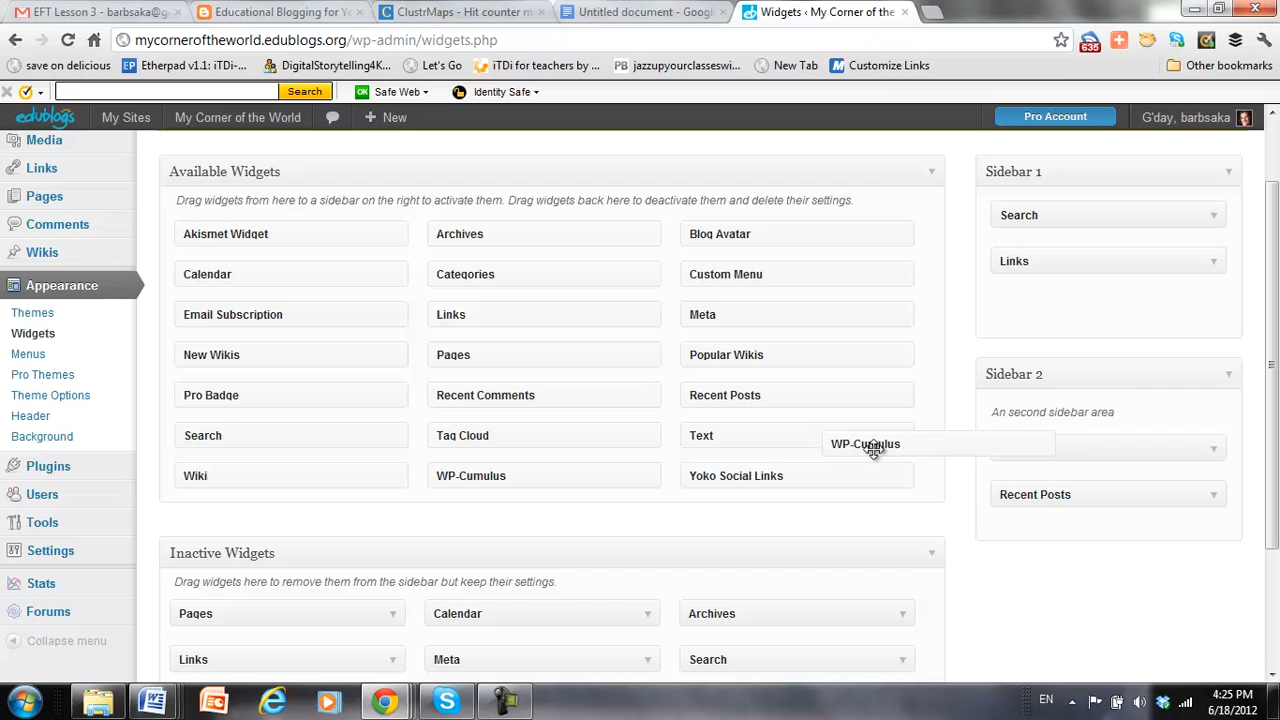 EFT Lesson 3 - barbsaka@g
Educational Blogging for Y
ClustrMaps - Hit counter m
Untitled document - Google
Widgets ‹ My Corner of the
mycorneroftheworld.edublogs.org/wp-admin/widgets.php
635
save on delicious
EP Etherpad v1.1: iTDi-...
DigitalStorytelling4K...
Let's Go
iTDi for teachers by ...
PB jazzupyourclasseswi...
New Tab
Customize Links
Other bookmarks
Search
OK Safe Web
Identity Safe
edublogs
My Sites
My Corner of the World
New
Pro Account
G'day, barbsaka
Media
Links
Pages
Comments
Wikis
Appearance
Themes
Widgets
Menus
Pro Themes
Theme Options
Header
Background
Plugins
Users
Tools
Settings
Stats
Forums
Collapse menu
Available Widgets
Drag widgets from here to a sidebar on the right to activate them. Drag widgets back here to deactivate them and delete their settings.
Akismet Widget
Archives
Blog Avatar
Calendar
Categories
Custom Menu
Email Subscription
Links
Meta
New Wikis
Pages
Popular Wikis
Pro Badge
Recent Comments
Recent Posts
Search
Tag Cloud
Text
WP-Cumulus
Wiki
WP-Cumulus
Yoko Social Links
Inactive Widgets
Drag widgets here to remove them from the sidebar but keep their settings.
Pages
Calendar
Archives
Links
Meta
Search
Sidebar 1
Search
Links
Sidebar 2
An second sidebar area
Recent Posts
EN
4:25 PM
6/18/2012